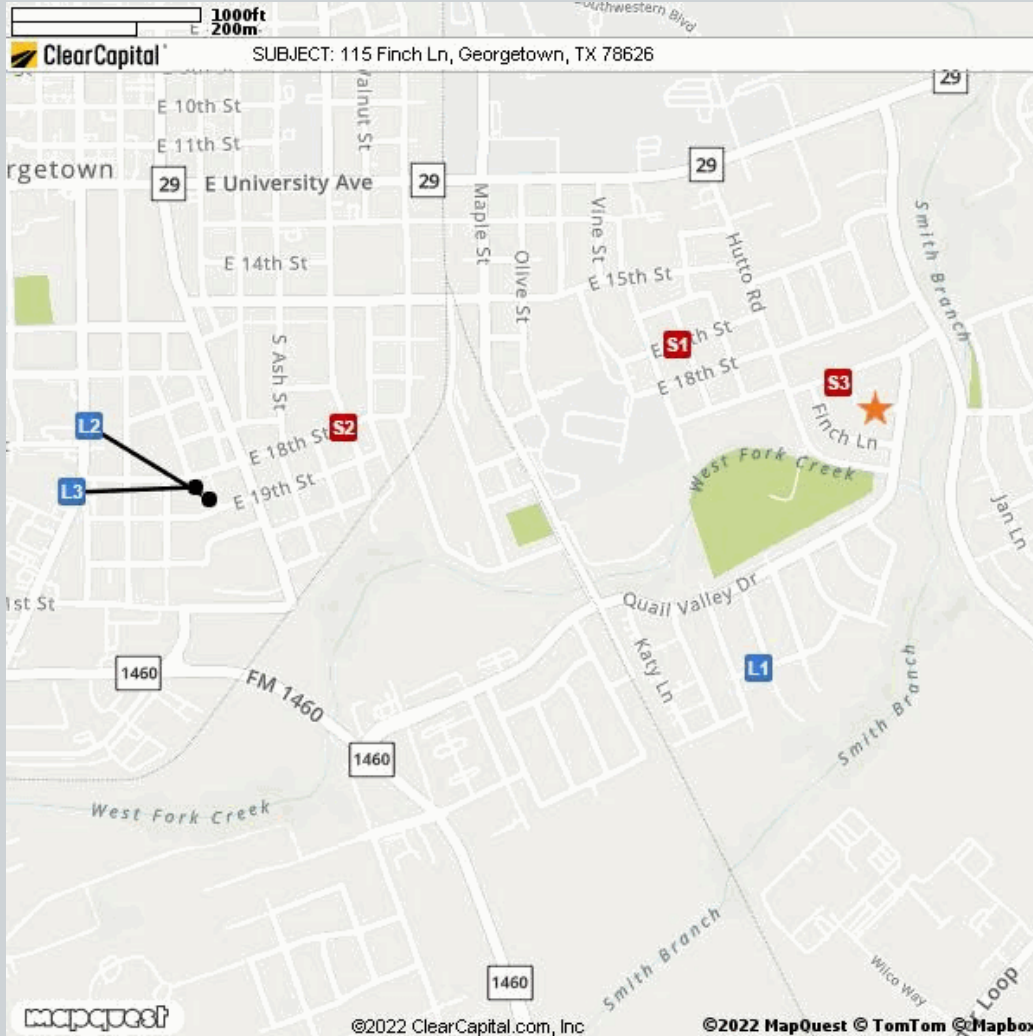 1000ft
200m
ClearCapital
SUBJECT: 115 Finch Ln, Georgetown, TX 78626
Southwestern Blvd
29
E 10th St
Walnut St
E 11th St
rgetown
29
E University Ave
29
29
Maple St
Vine St
Smith Branch
Hutto Rd
E 14th St
Olive St
E 15th St
S Ash St
S1
th St
E 18th St
S3
Finch Ln
L2
S2
E 18th St
West Fork Creek
L3
E 19th St
Jan Ln
1st St
Quail Valley Dr
Katy Ln
L1
1460
FM 1460
Smith Branch
1460
West Fork Creek
Smith Branch
Wilco Way
1460
Loop
mapquest
©2022 ClearCapital.com, Inc
©2022 MapQuest © TomTom © Mapbo